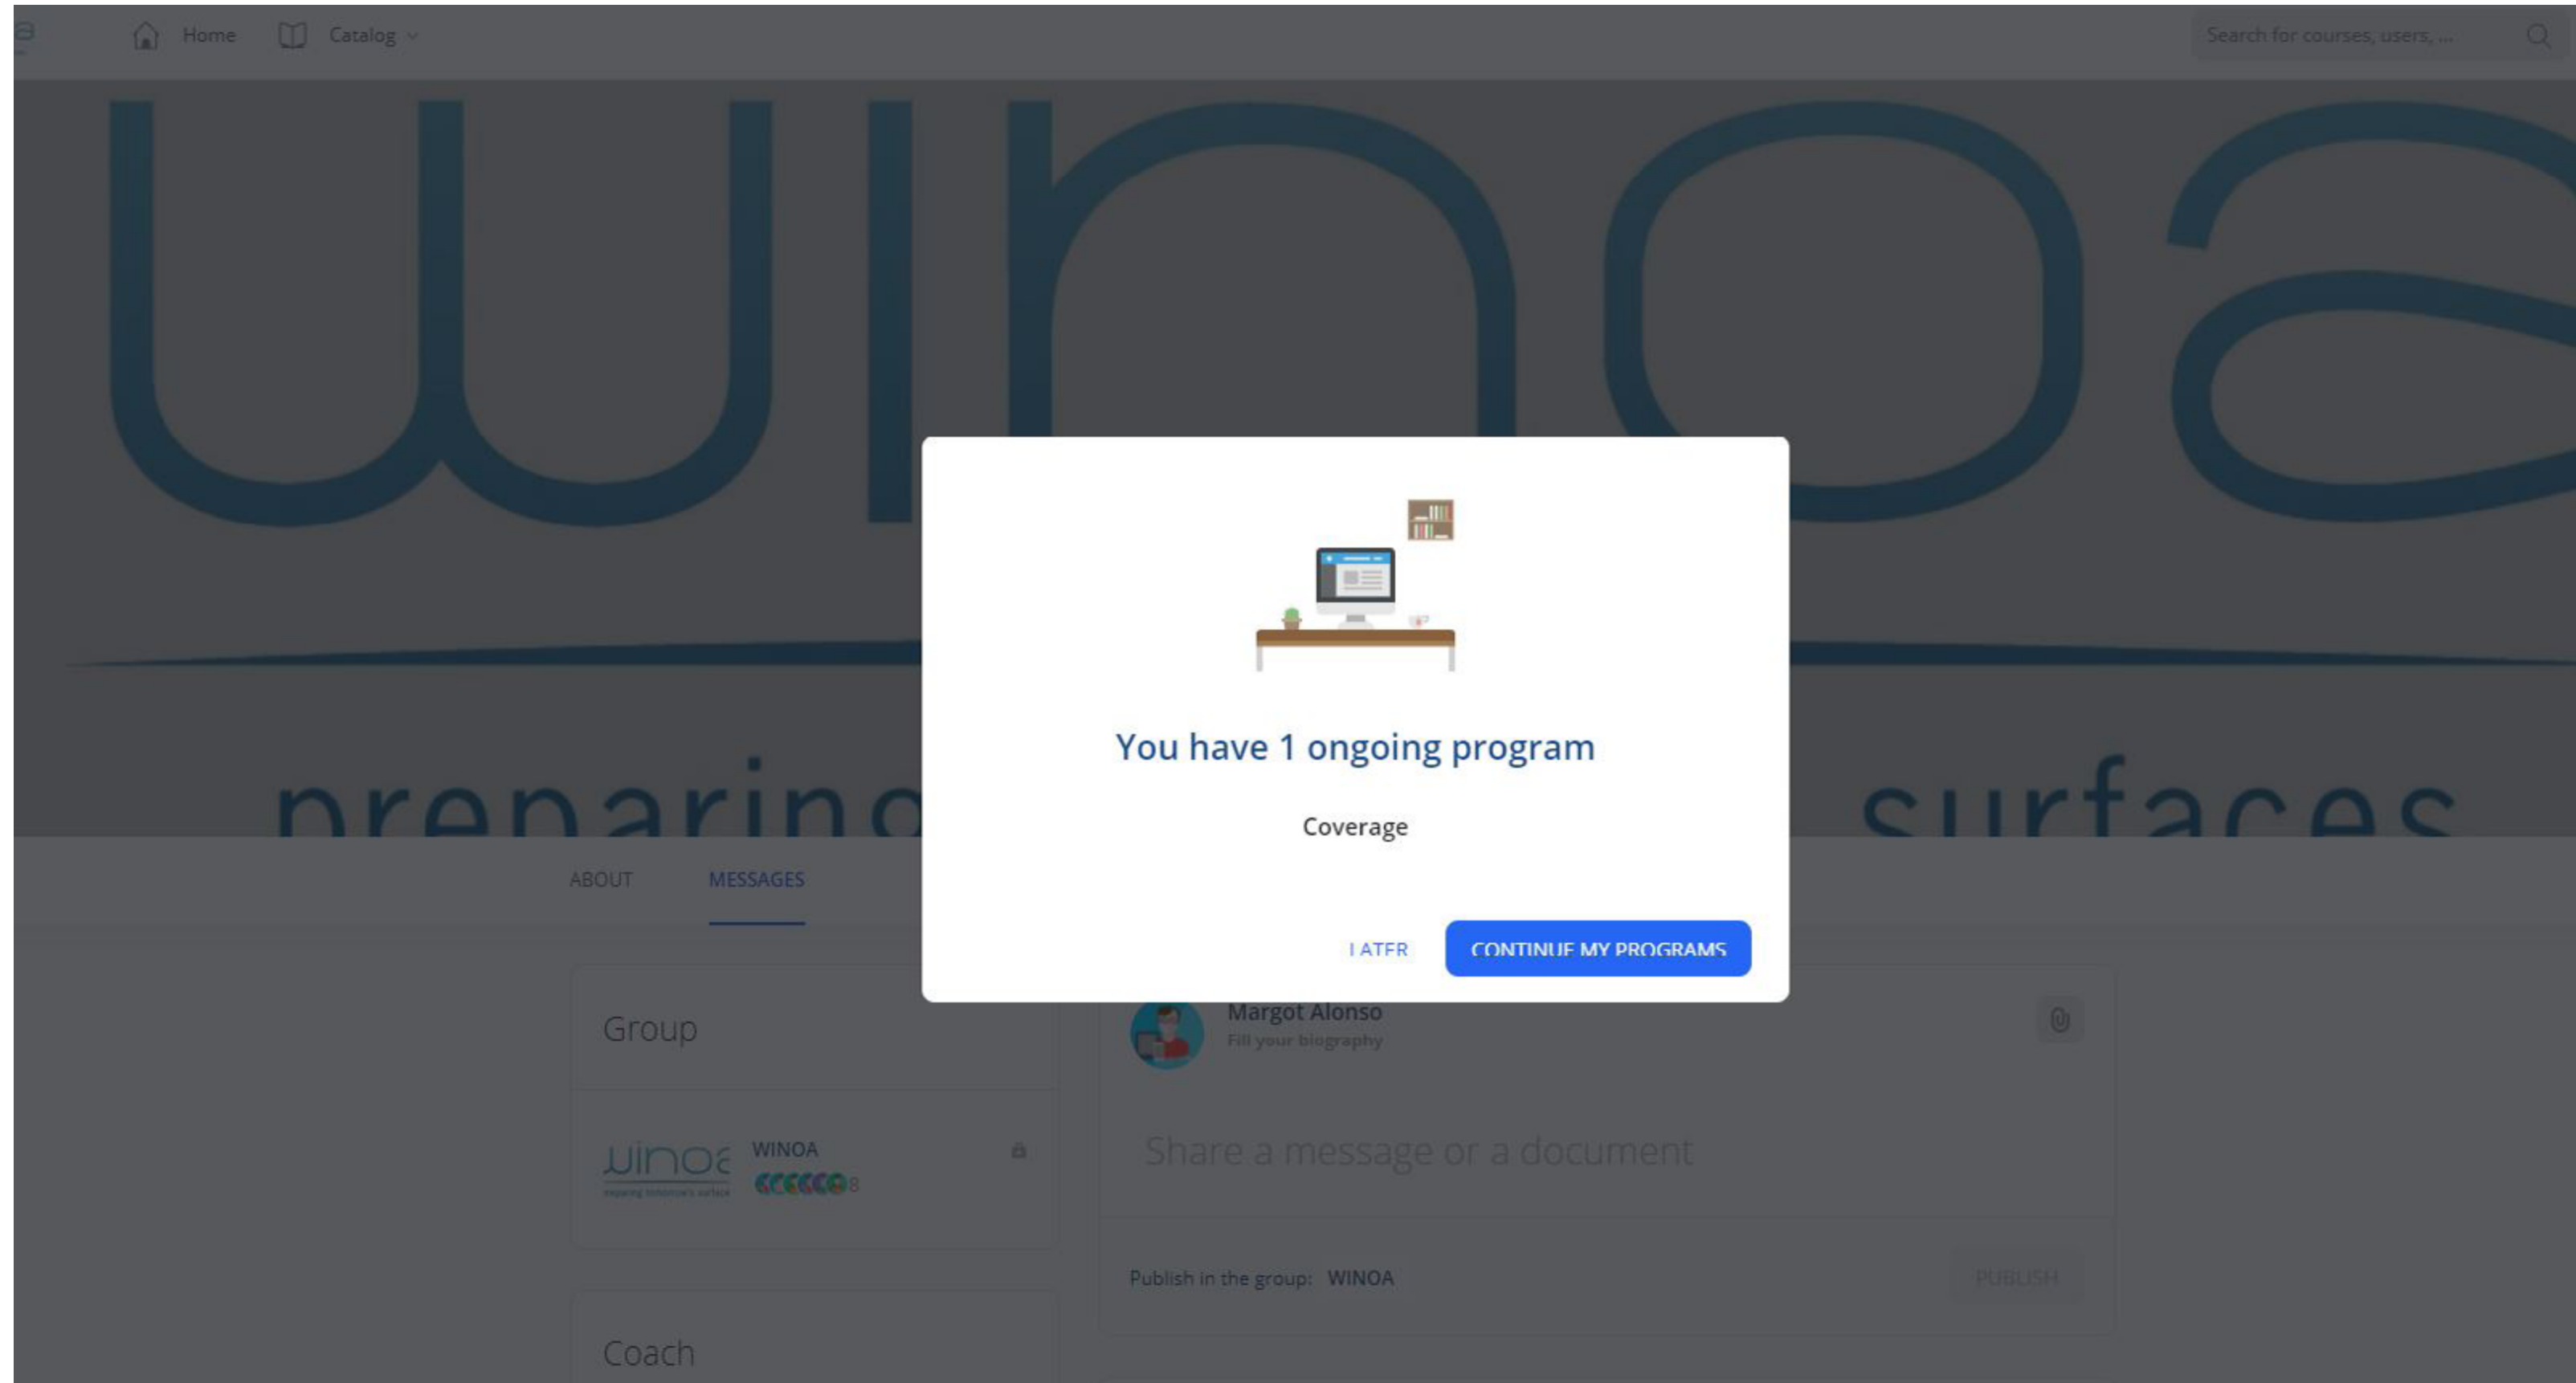 Home
Catalog
Search for courses, users, ...
winoa
preparing
surfaces
You have 1 ongoing program
Coverage
LATER
CONTINUE MY PROGRAMS
ABOUT
MESSAGES
Group
WINOA
8
Coach
Margot Alonso
Fill your biography
Share a message or a document
Publish in the group: WINOA
PUBLISH